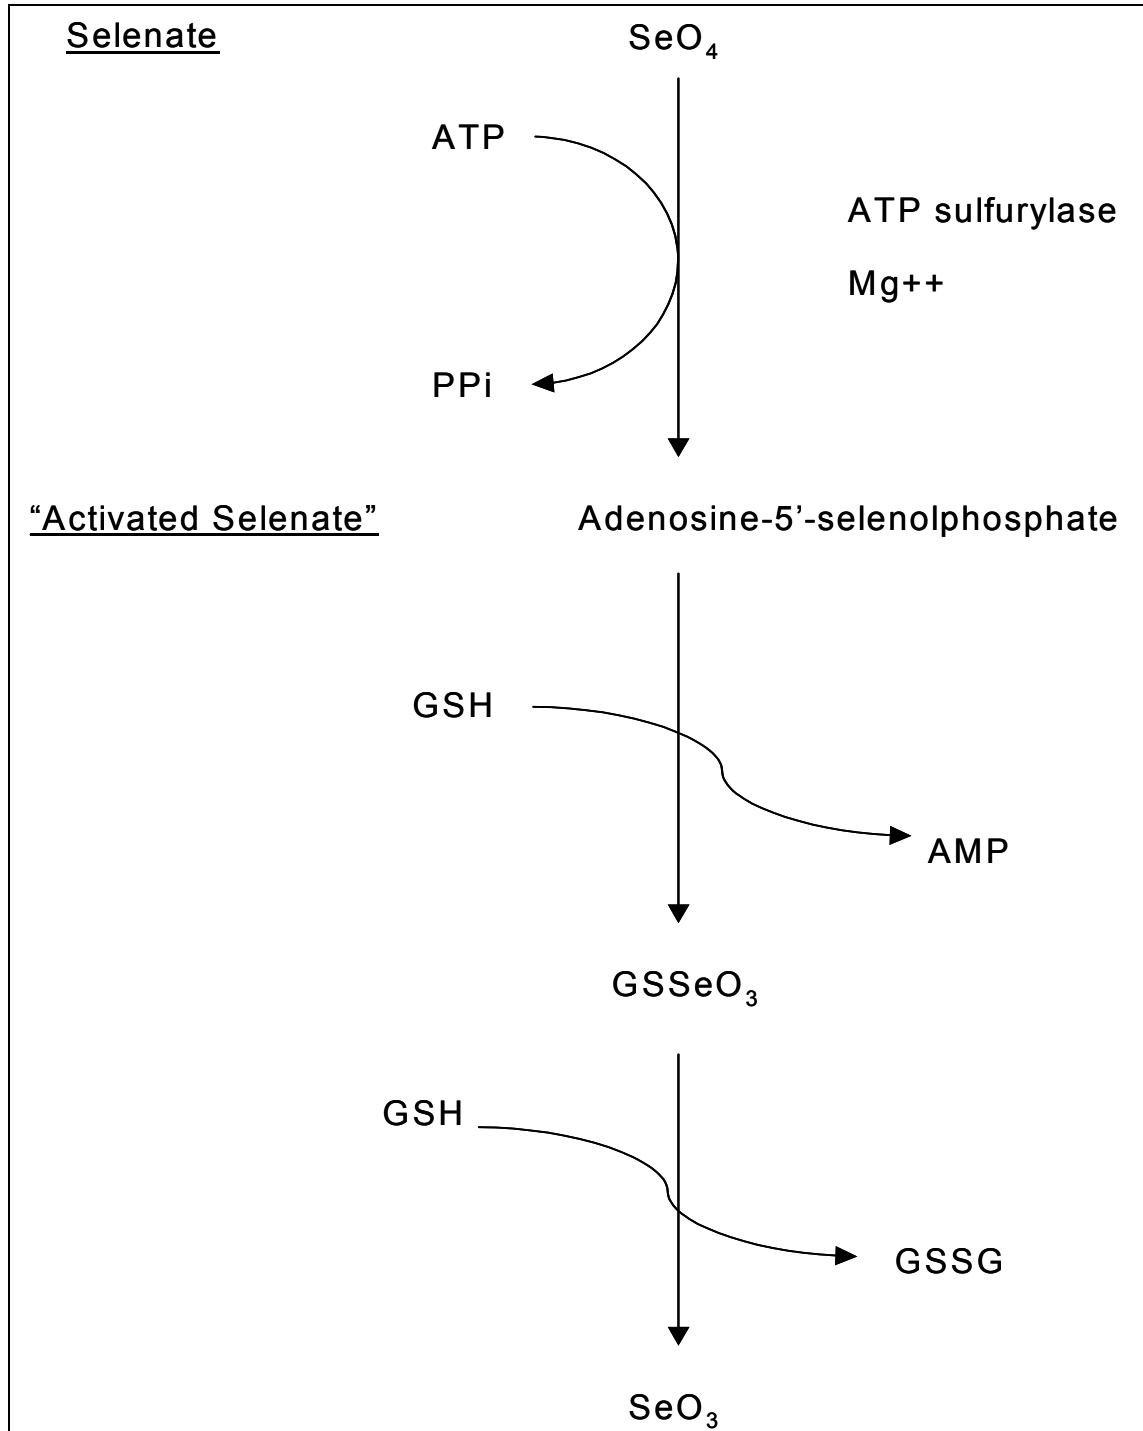 Selenate
SeO₄
ATP
ATP sulfurylase
Mg++
PPi
“Activated Selenate”
Adenosine-5’-selenolphosphate
GSH
AMP
GSSeO₃
GSH
GSSG
SeO₃